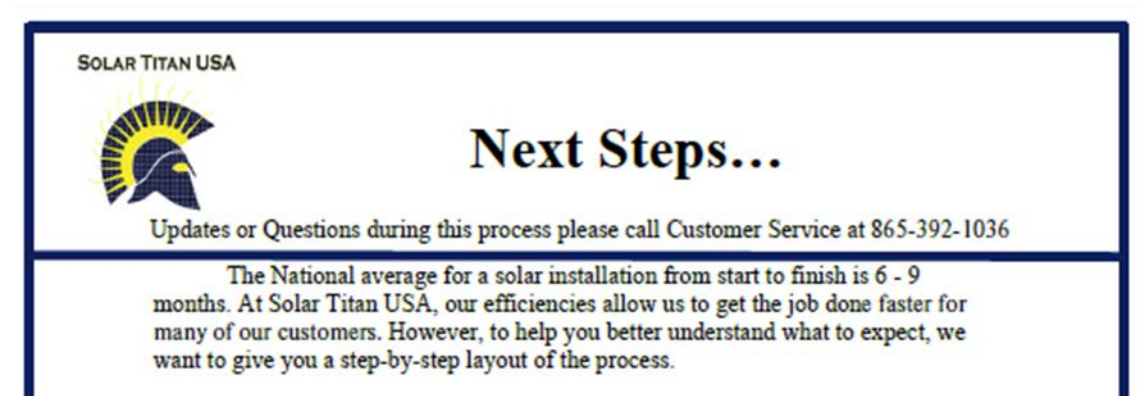 SOLAR TITAN USA
Next Steps...
Updates or Questions during this process please call Customer Service at 865-392-1036
The National average for a solar installation from start to finish is 6 - 9
months. At Solar Titan USA, our efficiencies allow us to get the job done faster for
many of our customers. However, to help you better understand what to expect, we
want to give you a step-by-step layout of the process.